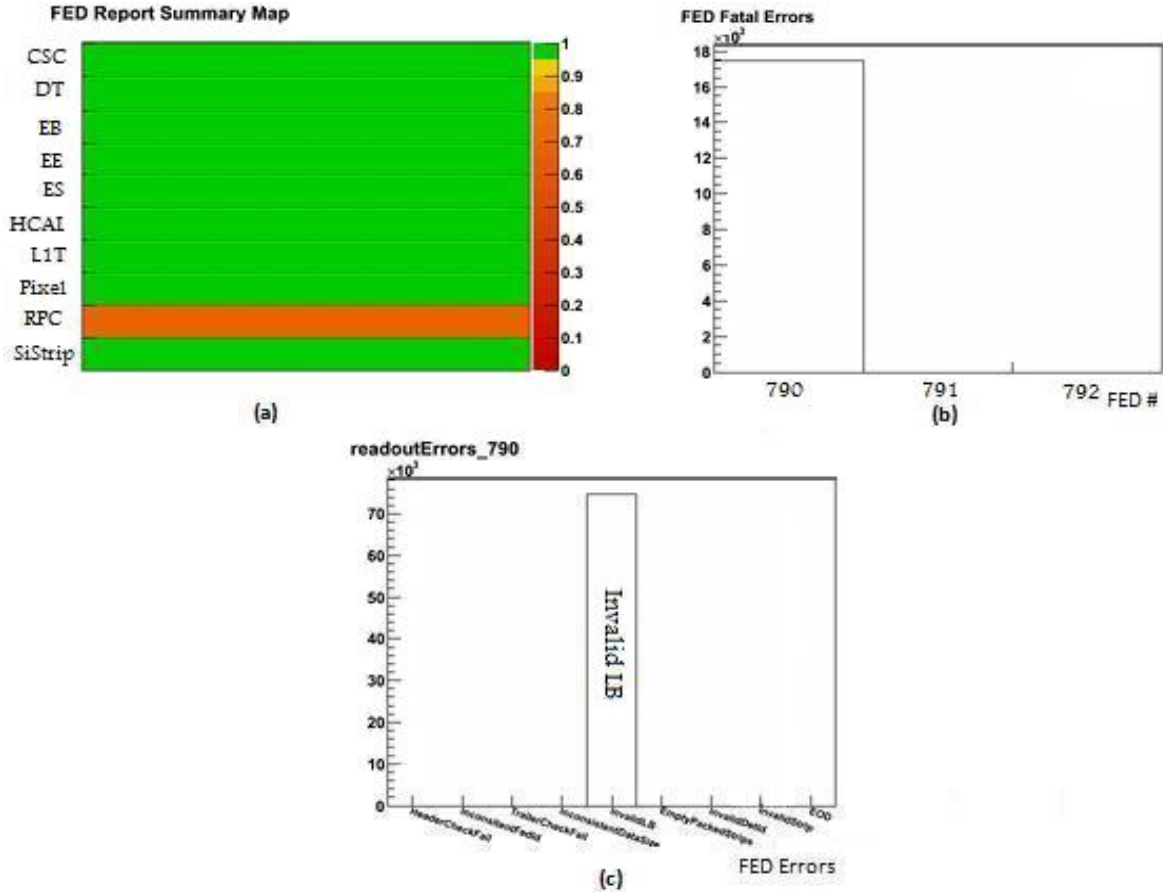 FED Report Summary Map
CSC
DT
EB
EE
ES
HCAL
L1T
Pixel
RPC
SiStrip
1
0.9
0.8
0.7
0.6
0.5
0.4
0.3
0.2
0.1
0
(a)
FED Fatal Errors
×10³
18
16
14
12
10
8
6
4
2
0
790 791 792 FED #
(b)
readoutErrors_790
×10³
70
60
50
40
30
20
10
0
Invalid LB
HeaderCheckFail InconsitentFedId TrailerCheckFail InconsistentDataSize InvalidLB EmptyPackedStrips InvalidDetId InvalidStrip EOD
FED Errors
(c)